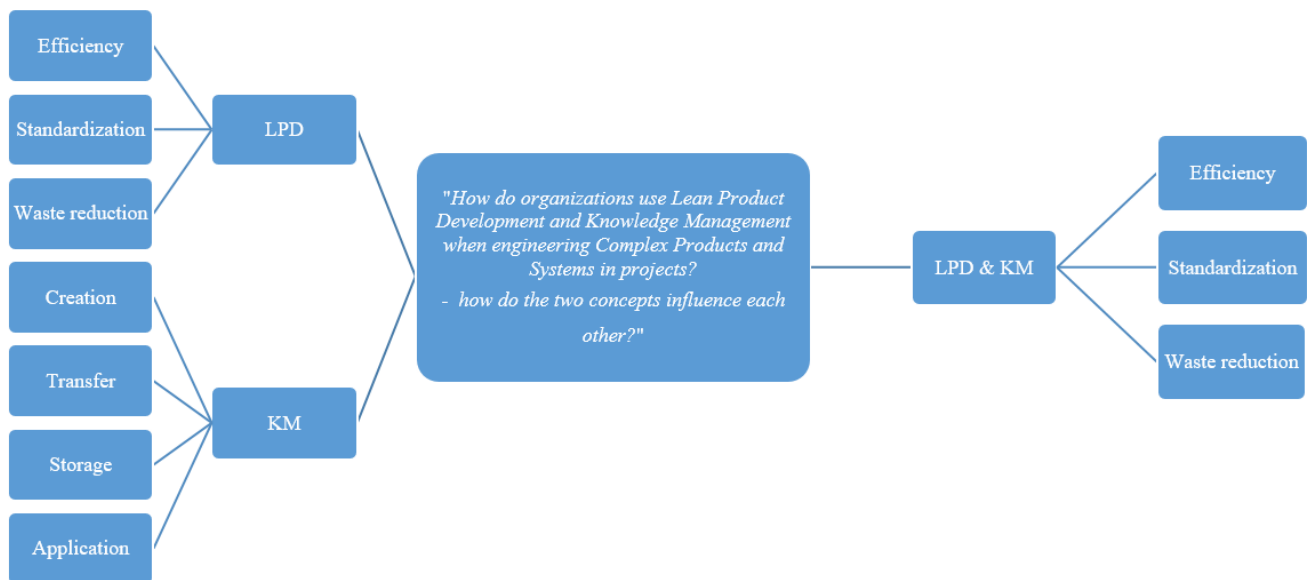 Efficiency
Standardization
Waste reduction
LPD
Creation
Transfer
Storage
Application
KM
"How do organizations use Lean Product
Development and Knowledge Management
when engineering Complex Products and
Systems in projects?
- how do the two concepts influence each
other?"
LPD & KM
Efficiency
Standardization
Waste reduction